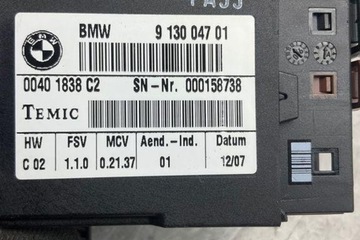 BMW 9 130 047 01
0040 1838 C2 SN-Nr. 000158738
TEMIC
HW FSV MCV Aend.-Ind. Datum
C 02 1.1.0 0.21.37 01 12/07